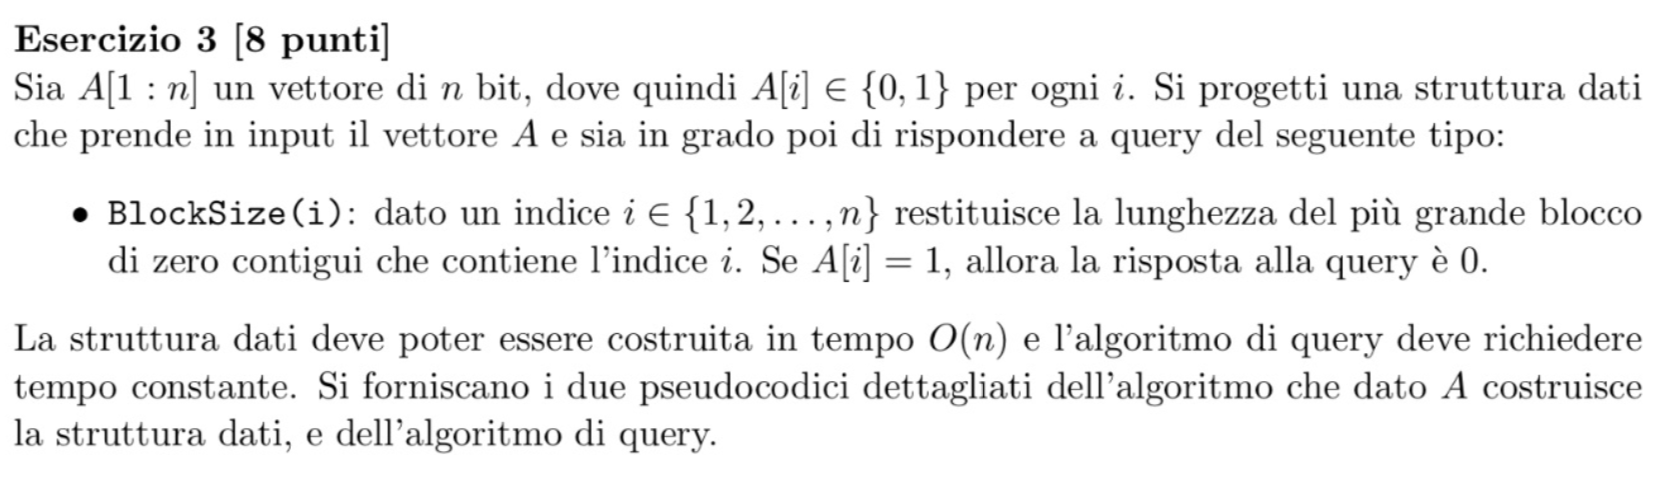 Esercizio 3 [8 punti]
Sia A[1 : n] un vettore di n bit, dove quindi A[i] ∈ {0, 1} per ogni i. Si progetti una struttura dati
che prende in input il vettore A e sia in grado poi di rispondere a query del seguente tipo:
• BlockSize(i): dato un indice i ∈ {1, 2, . . . , n} restituisce la lunghezza del più grande blocco
di zero contigui che contiene l'indice i. Se A[i] = 1, allora la risposta alla query è 0.
La struttura dati deve poter essere costruita in tempo O(n) e l'algoritmo di query deve richiedere
tempo constante. Si forniscano i due pseudocodici dettagliati dell'algoritmo che dato A costruisce
la struttura dati, e dell'algoritmo di query.